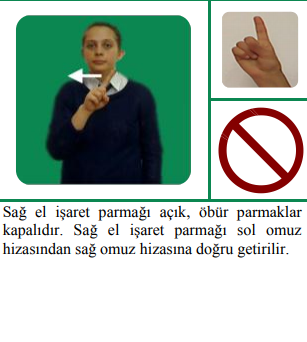 Sağ el işaret parmağı açık, öbür parmaklar
kapalıdır. Sağ el işaret parmağı sol omuz
hizasından sağ omuz hizasına doğru getirilir.